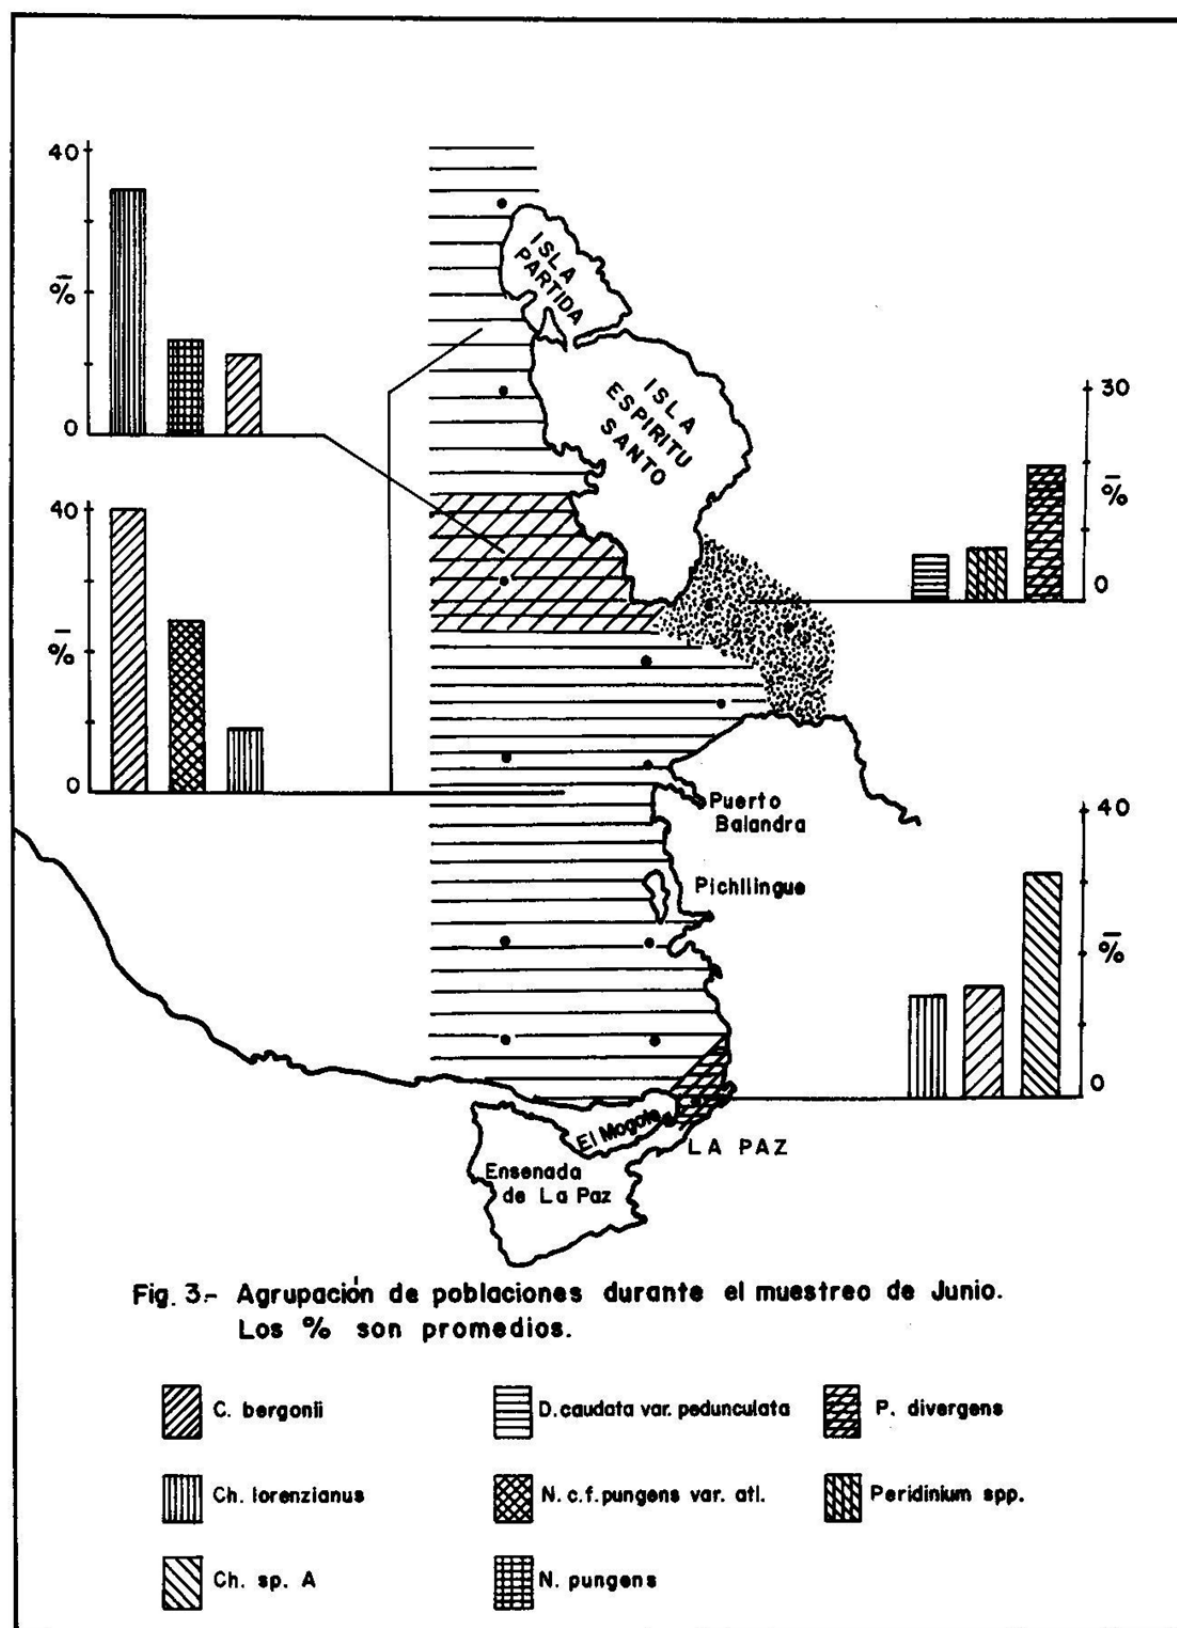 40
%
0
40
%
0
ISLA
PARTIDA
ISLA
ESPIRITU
SANTO
30
%
0
Puerto
Balandra
Pichilingue
40
%
0
El Mogote
LA PAZ
Ensenada
de La Paz
Fig. 3.- Agrupación de poblaciones durante el muestreo de Junio.
Los % son promedios.
C. bergonii
D. caudata var. pedunculata
P. divergens
Ch. lorenzianus
N. c.f. pungens var. atl.
Peridinium spp.
Ch. sp. A
N. pungens